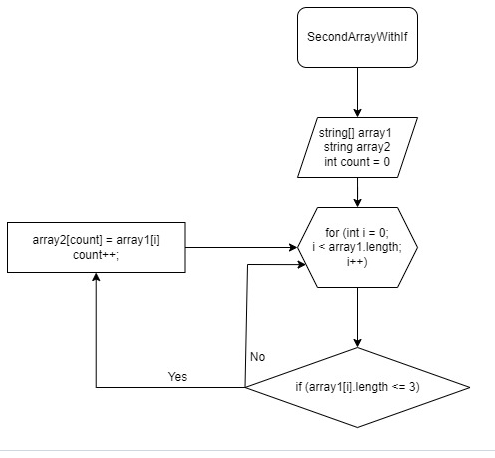 SecondArrayWithIf
string[] array1
string array2
int count = 0
for (int i = 0;
i < array1.length;
i++)
array2[count] = array1[i]
count++;
No
Yes
if (array1[i].length <= 3)